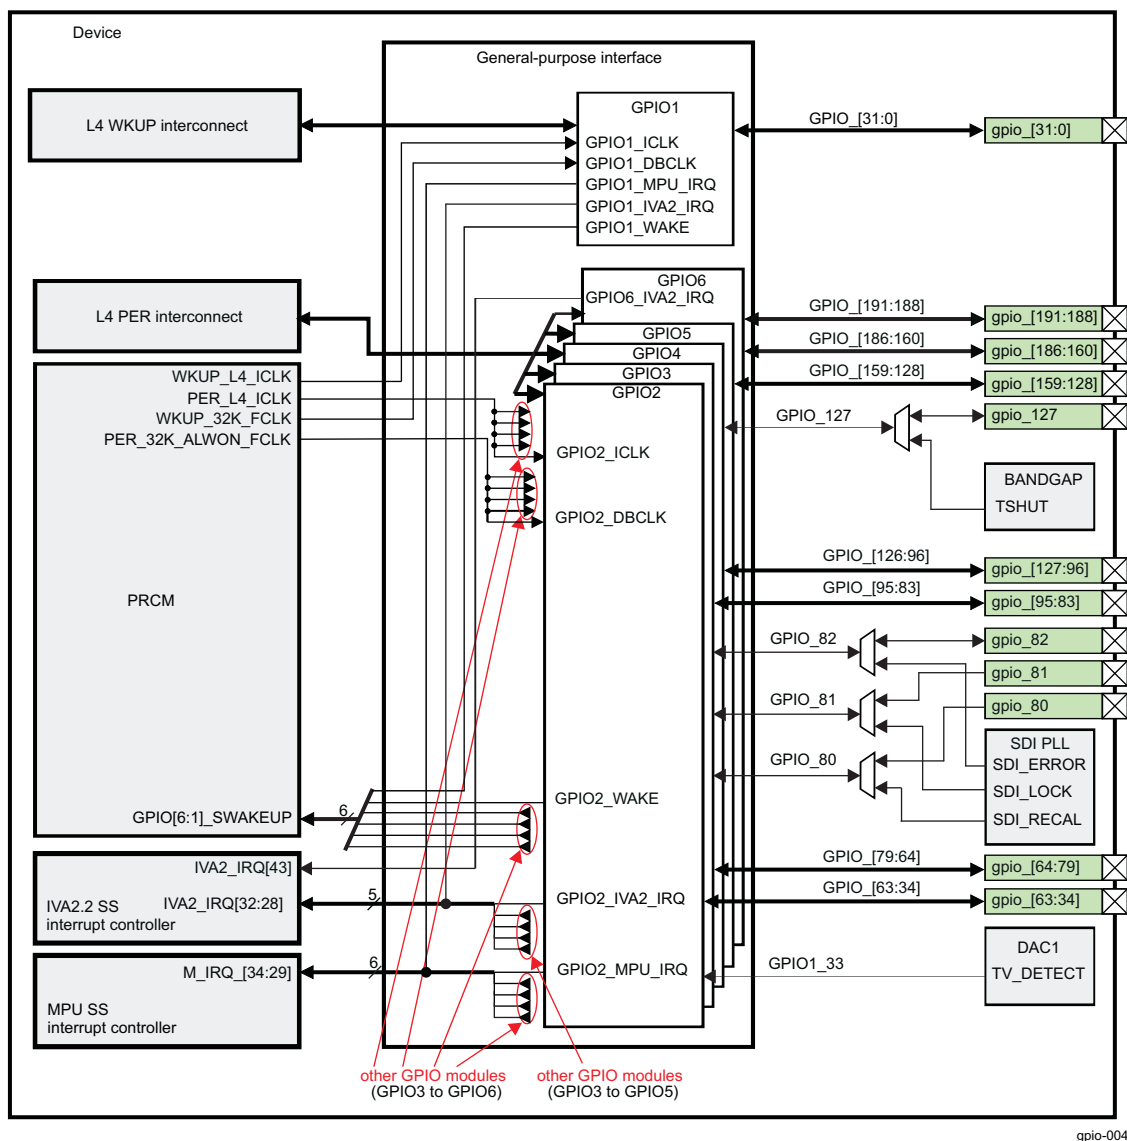 Device
General-purpose interface
L4 WKUP interconnect
GPIO1
GPIO1_ICLK
GPIO1_DBCLK
GPIO1_MPU_IRQ
GPIO1_IVA2_IRQ
GPIO1_WAKE
GPIO_[31:0]
gpio_[31:0]
L4 PER interconnect
GPIO6
GPIO6_IVA2_IRQ
GPIO5
GPIO4
GPIO3
GPIO2
GPIO_[191:188]
gpio_[191:188]
GPIO_[186:160]
gpio_[186:160]
GPIO_[159:128]
gpio_[159:128]
GPIO_127
gpio_127
WKUP_L4_ICLK
PER_L4_ICLK
WKUP_32K_FCLK
PER_32K_ALWON_FCLK
GPIO2_ICLK
GPIO2_DBCLK
BANDGAP
TSHUT
PRCM
GPIO_[126:96]
gpio_[127:96]
GPIO_[95:83]
gpio_[95:83]
GPIO_82
gpio_82
GPIO_81
gpio_81
GPIO_80
gpio_80
SDI PLL
SDI_ERROR
SDI_LOCK
SDI_RECAL
GPIO2_WAKE
GPIO[6:1]_SWAKEUP
6
IVA2_IRQ[43]
IVA2_IRQ[32:28]
5
IVA2.2 SS
interrupt controller
GPIO2_IVA2_IRQ
GPIO_[79:64]
gpio_[64:79]
GPIO_[63:34]
gpio_[63:34]
M_IRQ_[34:29]
6
MPU SS
interrupt controller
GPIO2_MPU_IRQ
GPIO1_33
DAC1
TV_DETECT
other GPIO modules
(GPIO3 to GPIO6)
other GPIO modules
(GPIO3 to GPIO5)
gpio-004